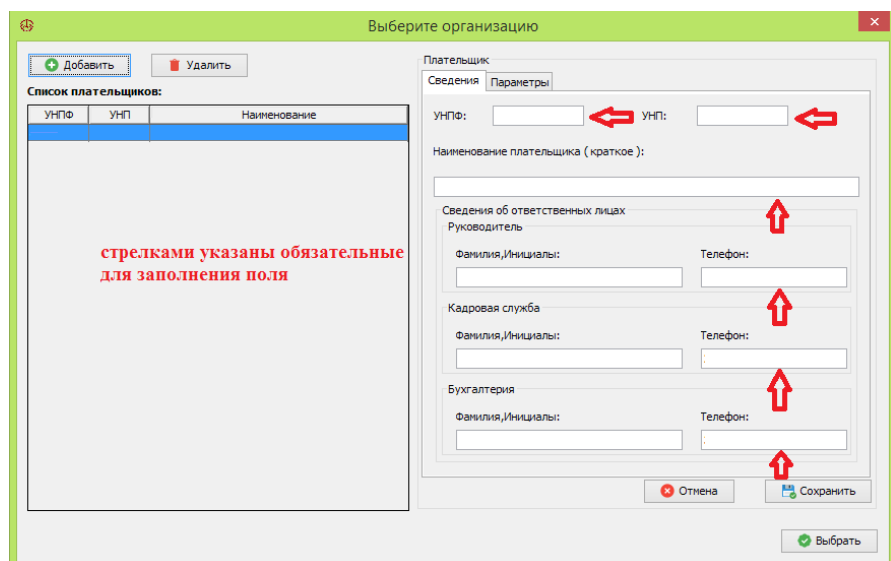 Выберите организацию
Добавить
Удалить
Список плательщиков:
УНПФ
УНП
Наименование
стрелками указаны обязательные
для заполнения поля
Плательщик
Сведения
Параметры
УНПФ:
УНП:
Наименование плательщика ( краткое ):
Сведения об ответственных лицах
Руководитель
Фамилия,Инициалы:
Телефон:
Кадровая служба
Фамилия,Инициалы:
Телефон:
Бухгалтерия
Фамилия,Инициалы:
Телефон:
Отмена
Сохранить
Выбрать